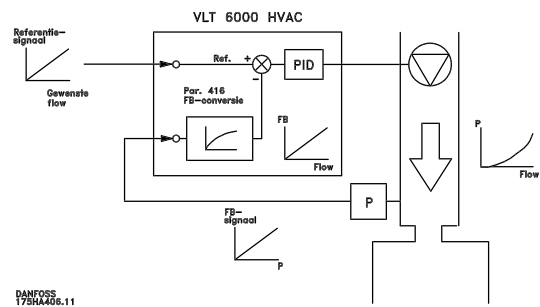 VLT 6000 HVAC
Referentie-
signaal
Gewenste
flow
Ref.
+
-
PID
Par. 416
FB-conversie
FB
Flow
P
Flow
P
FB-
signaal
P
DANFOSS
175HA406.11